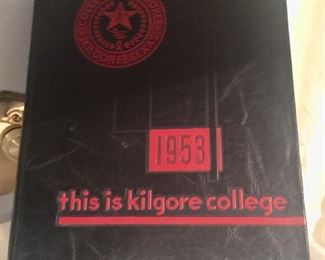 KILGORE, TEXAS
1953
this is kilgore college